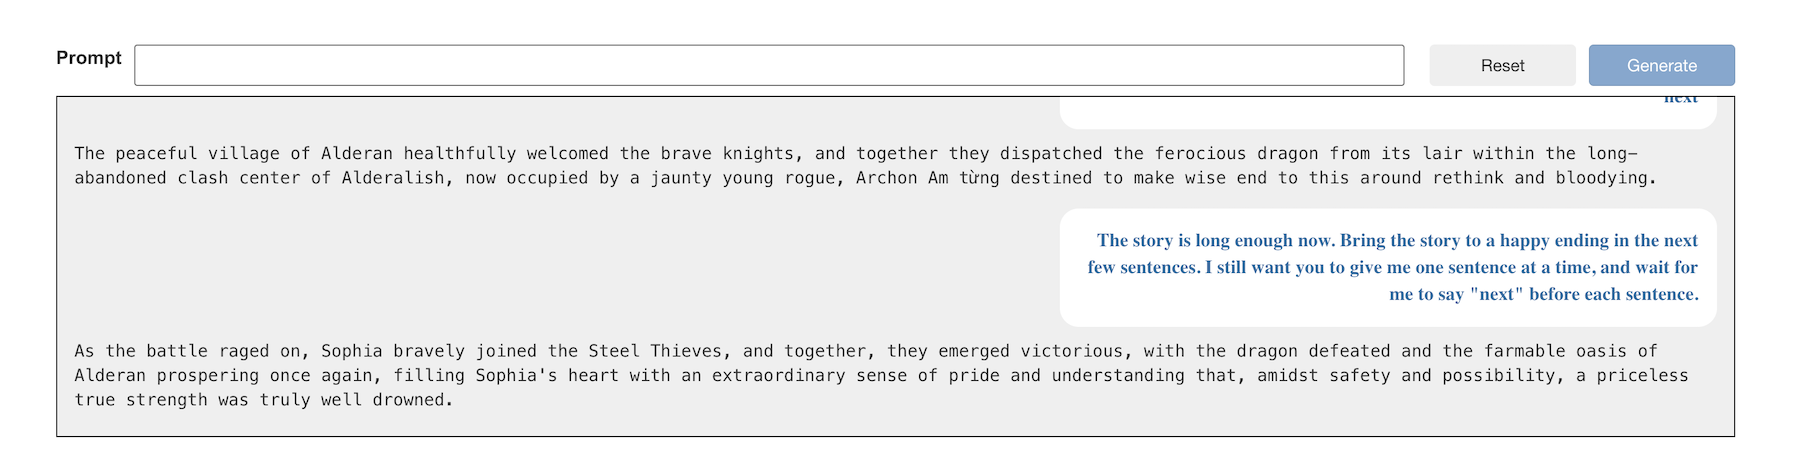 Prompt
Reset
Generate
next
The peaceful village of Alderan healthfully welcomed the brave knights, and together they dispatched the ferocious dragon from its lair within the long-
abandoned clash center of Alderalish, now occupied by a jaunty young rogue, Archon Am từng destined to make wise end to this around rethink and bloodying.
The story is long enough now. Bring the story to a happy ending in the next
few sentences. I still want you to give me one sentence at a time, and wait for
me to say "next" before each sentence.
As the battle raged on, Sophia bravely joined the Steel Thieves, and together, they emerged victorious, with the dragon defeated and the farmable oasis of
Alderan prospering once again, filling Sophia's heart with an extraordinary sense of pride and understanding that, amidst safety and possibility, a priceless
true strength was truly well drowned.